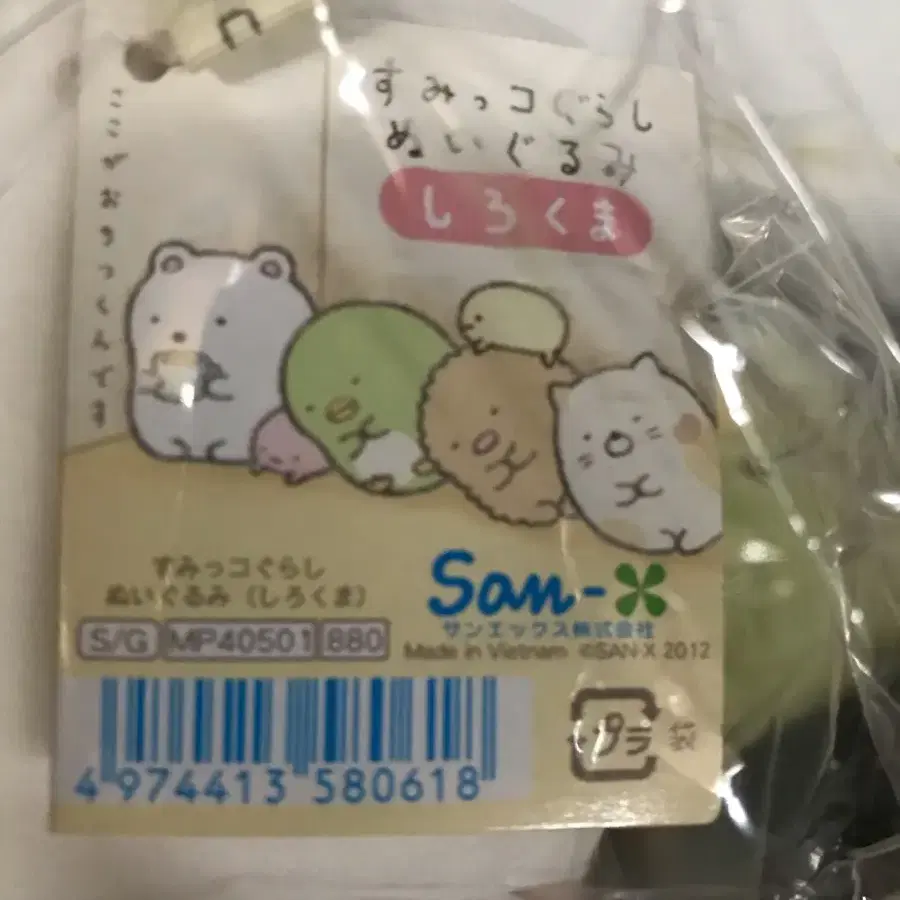 ここがおちつくんです
すみっコぐらし
ぬいぐるみ
しろくま
すみっコぐらし
ぬいぐるみ（しろくま）
S/G MP40501 880
San-X
サンエックス株式会社
Made in Vietnam ©SAN-X 2012
4 974413 580618
プラ 袋